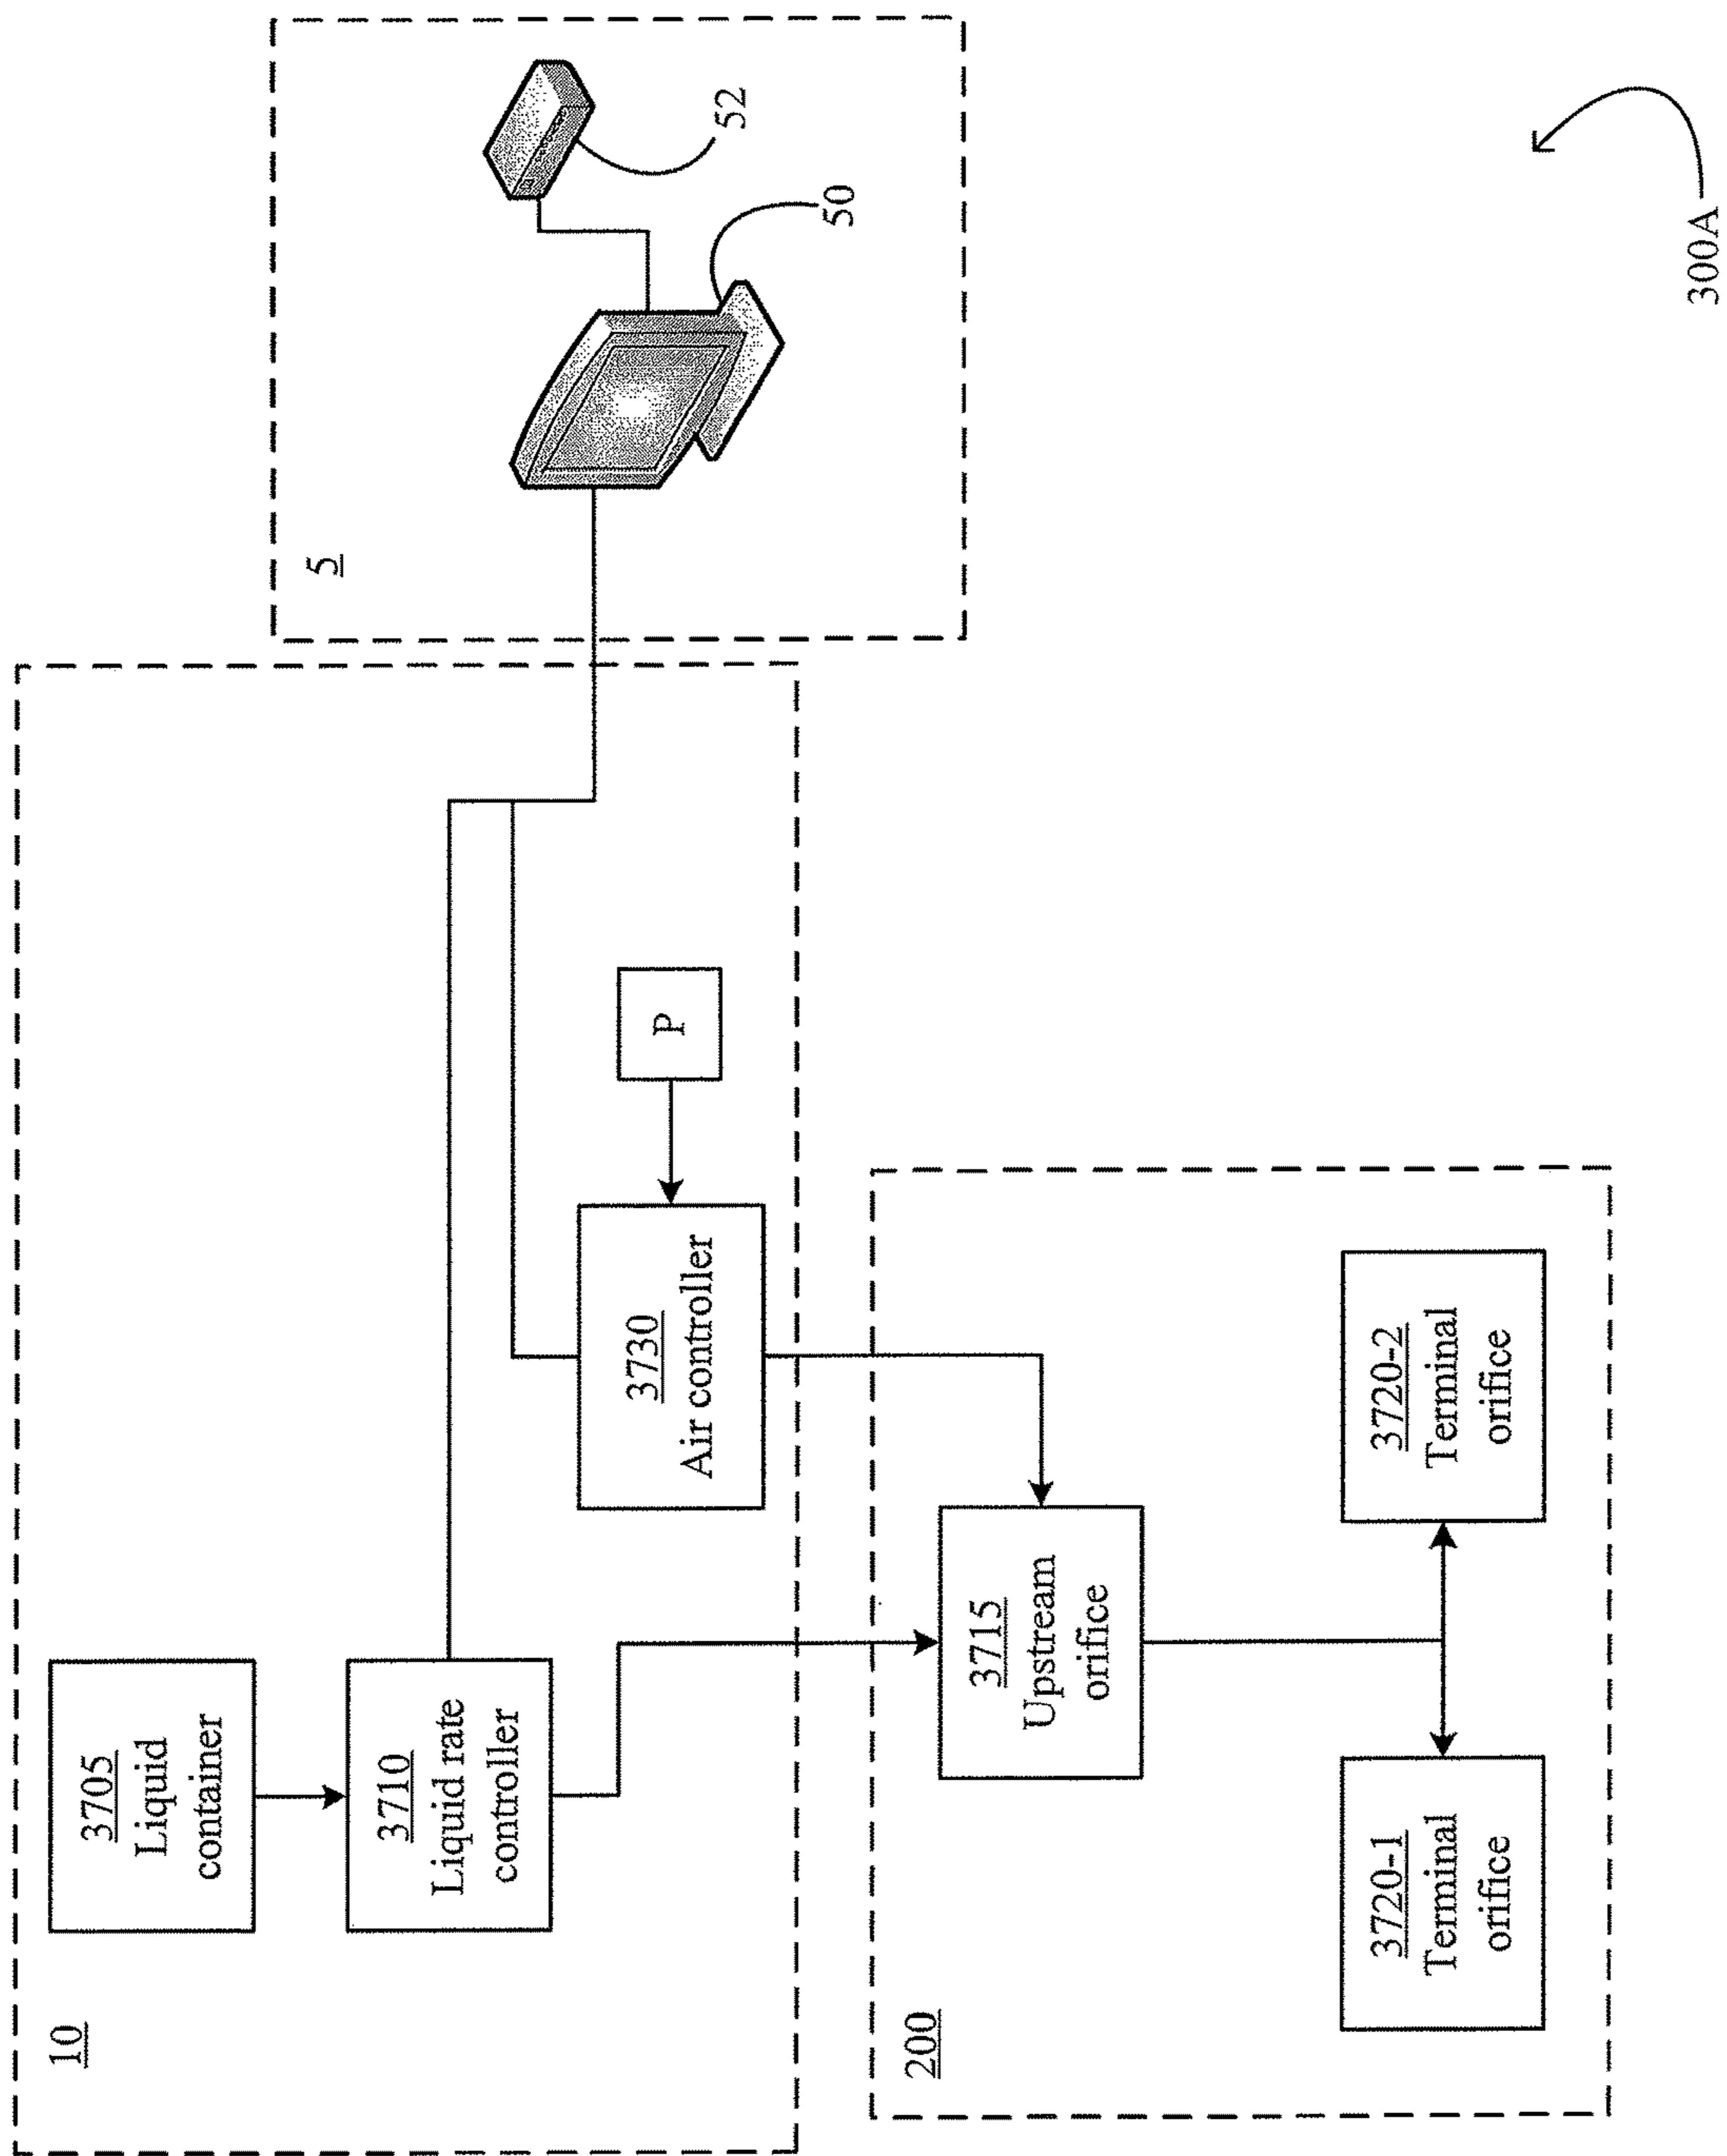 10
3705
Liquid
container
3710
Liquid rate
controller
3730
Air controller
P
5
50
52
200
3715
Upstream
orifice
3720-1
Terminal
orifice
3720-2
Terminal
orifice
300A